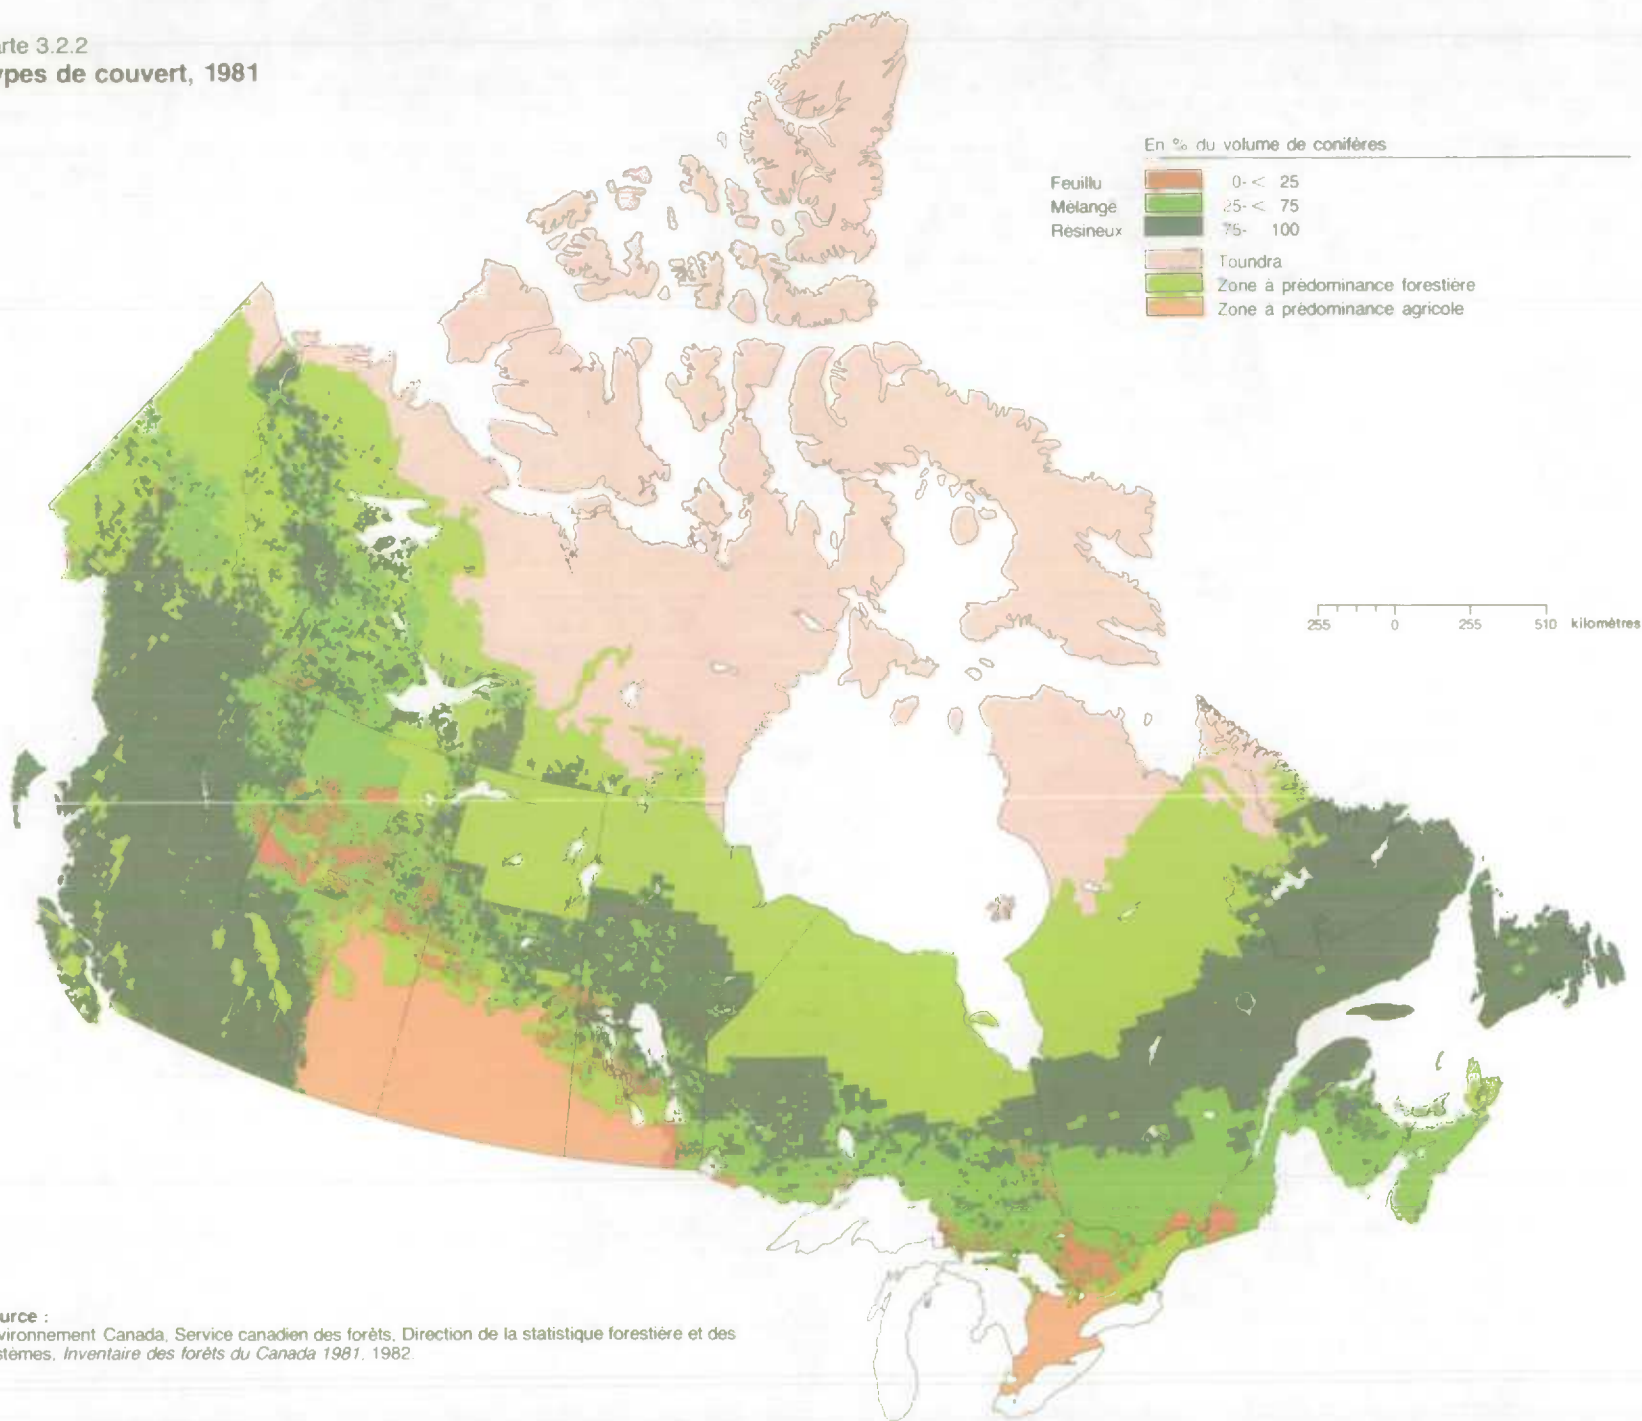 arte 3.2.2
ypes de couvert, 1981
En % du volume de conifères
Feuillu 0- < 25
Mélangé 25- < 75
Résineux 75- 100
Toundra
Zone à prédominance forestière
Zone à prédominance agricole
255 0 255 510 kilomètres
urce :
vironnement Canada, Service canadien des forêts, Direction de la statistique forestière et des
stèmes, Inventaire des forêts du Canada 1981, 1982.